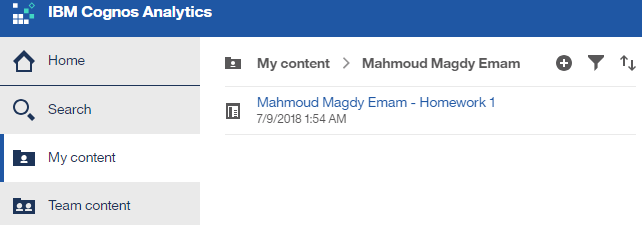 IBM Cognos Analytics
Home
Search
My content
Team content
My content > Mahmoud Magdy Emam
Mahmoud Magdy Emam - Homework 1
7/9/2018 1:54 AM